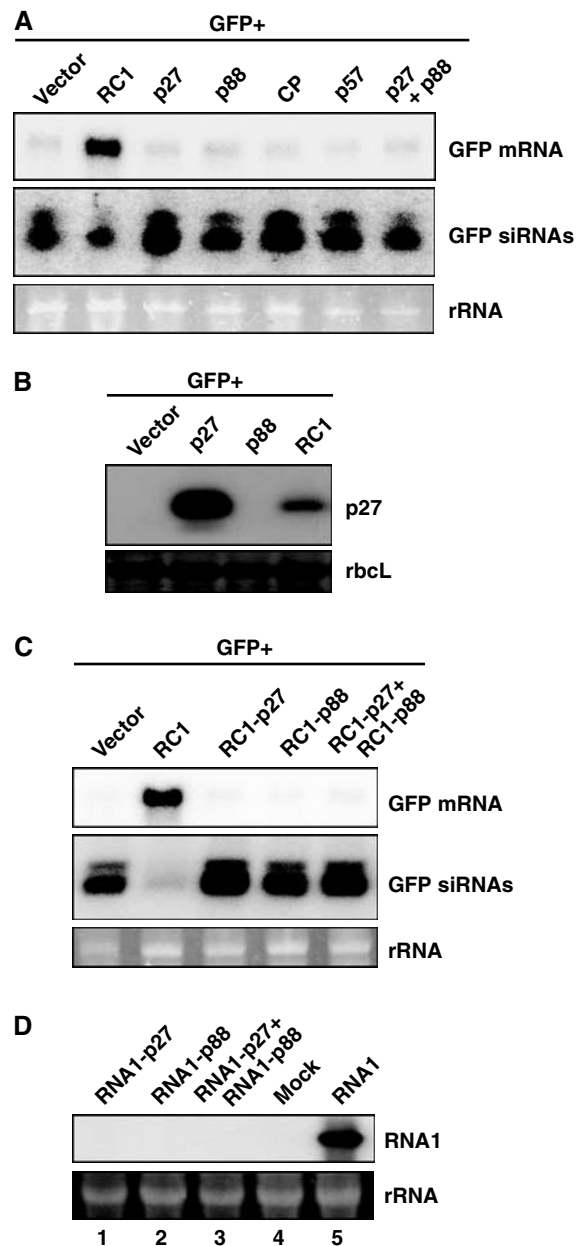 A
GFP+
Vector RC1 p27 p88 CP p57 p27 + p88
GFP mRNA
GFP siRNAs
rRNA
B
GFP+
Vector p27 p88 RC1
p27
rbcL
C
GFP+
Vector RC1 RC1-p27 RC1-p88 RC1-p27+ RC1-p88
GFP mRNA
GFP siRNAs
rRNA
D
RNA1-p27 RNA1-p88 RNA1-p27+ RNA1-p88 Mock RNA1
RNA1
rRNA
1 2 3 4 5